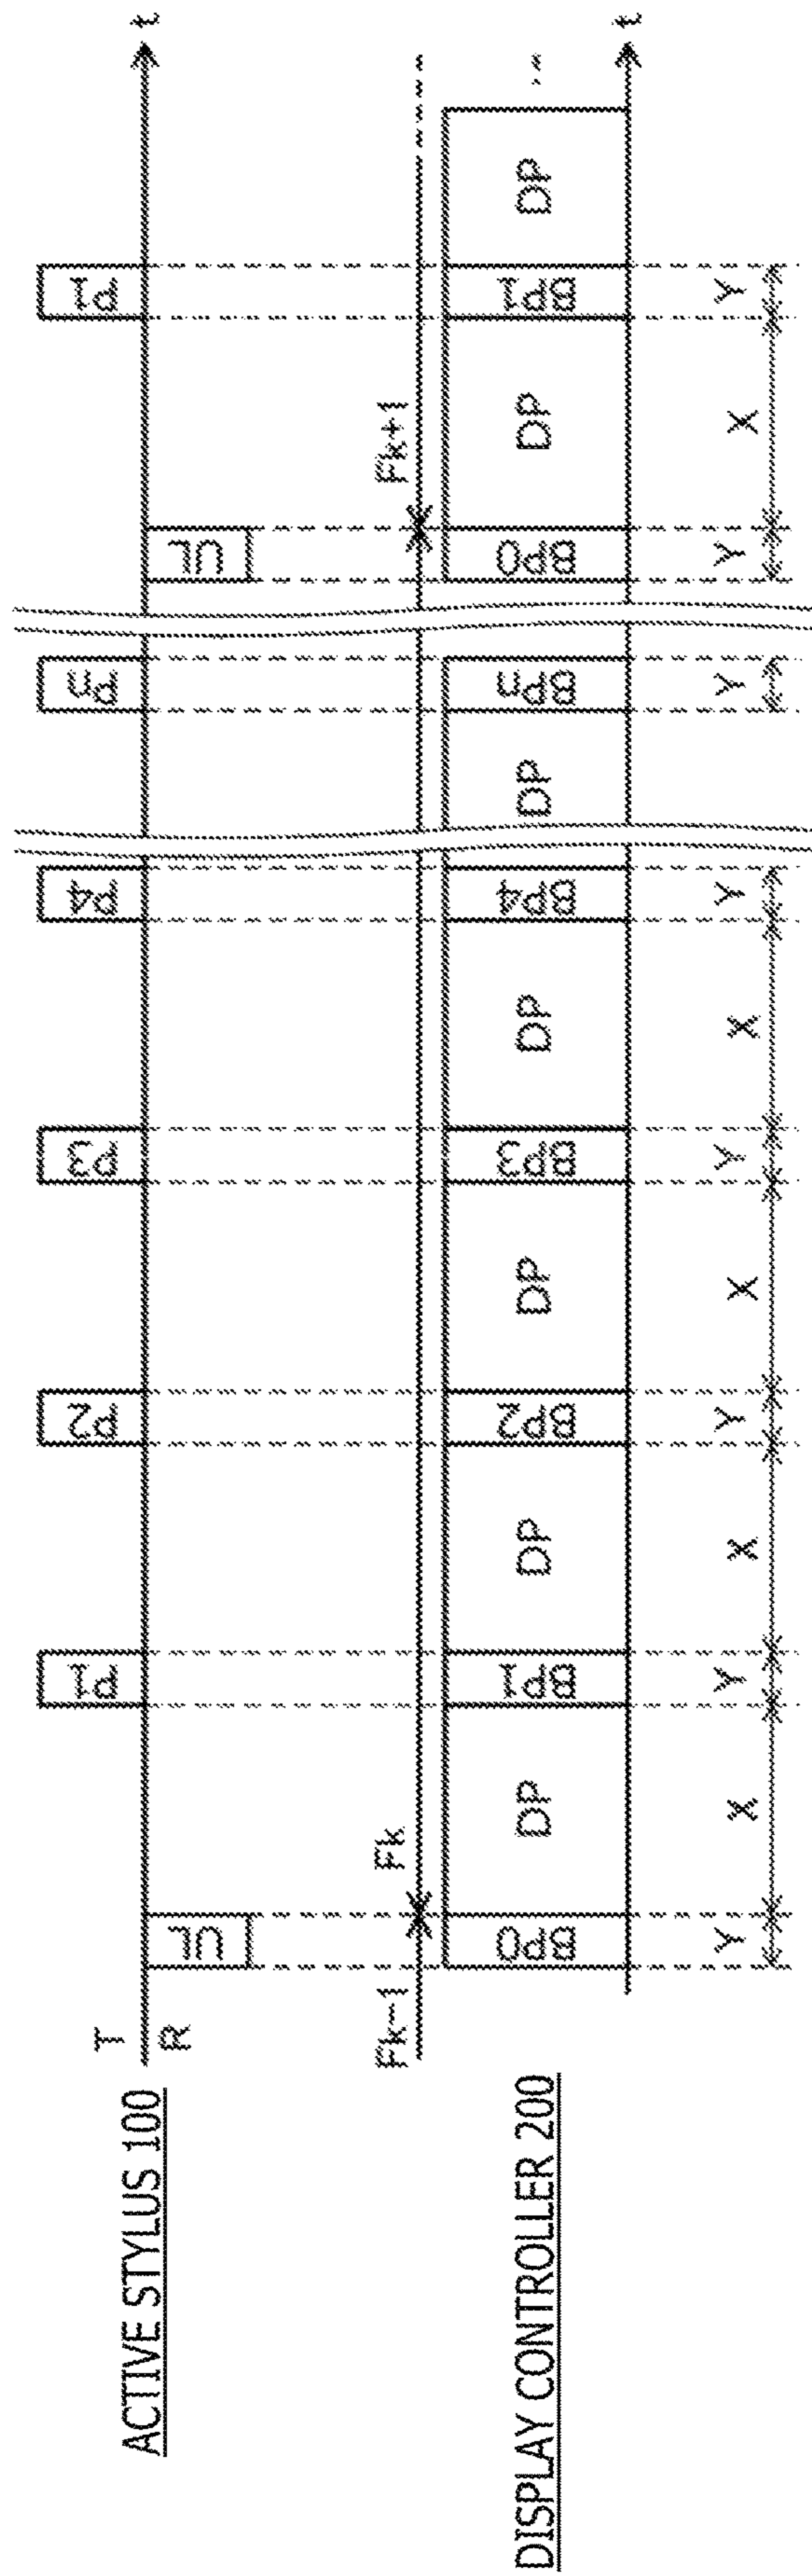 ACTIVE STYLUS 100
T
R
UL P1 P2 P3 P4 Pn UL P1 t
Fk-1 Fk Fk+1
DISPLAY CONTROLLER 200
BP0 DP BP1 DP BP2 DP BP3 DP BP4 DP BPn BP0 DP BP1 DP t
Y X Y X Y X Y X Y Y Y X Y